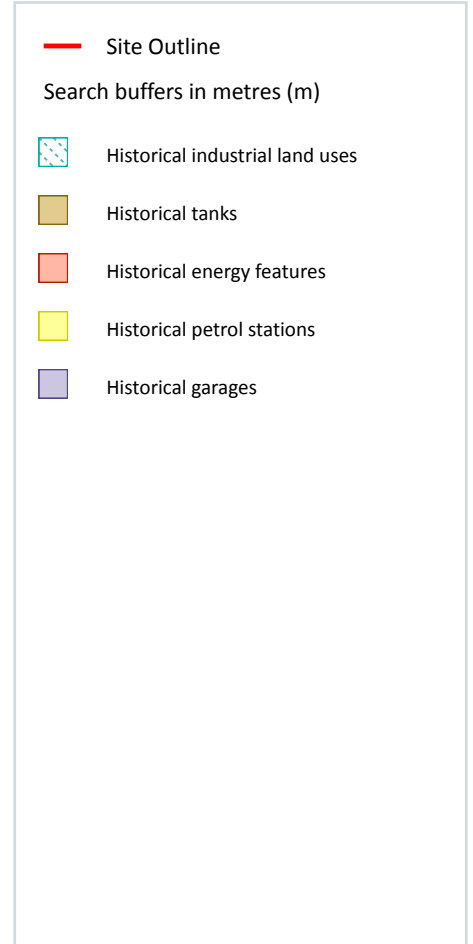 Site Outline
Search buffers in metres (m)
Historical industrial land uses
Historical tanks
Historical energy features
Historical petrol stations
Historical garages